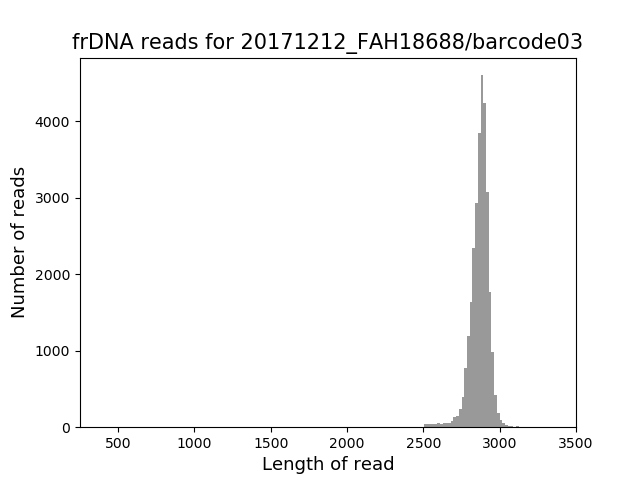 frDNA reads for 20171212_FAH18688/barcode03
Number of reads
4000
3000
2000
1000
0
500 1000 1500 2000 2500 3000 3500
Length of read